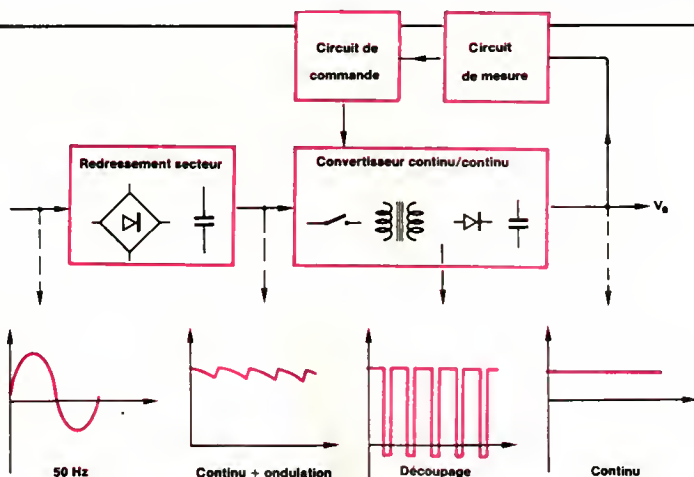 Circuit de
commande
Circuit
de mesure
Redressement secteur
Convertisseur continu/continu
Vs
50 Hz
Continu + ondulation
Découpage
Continu